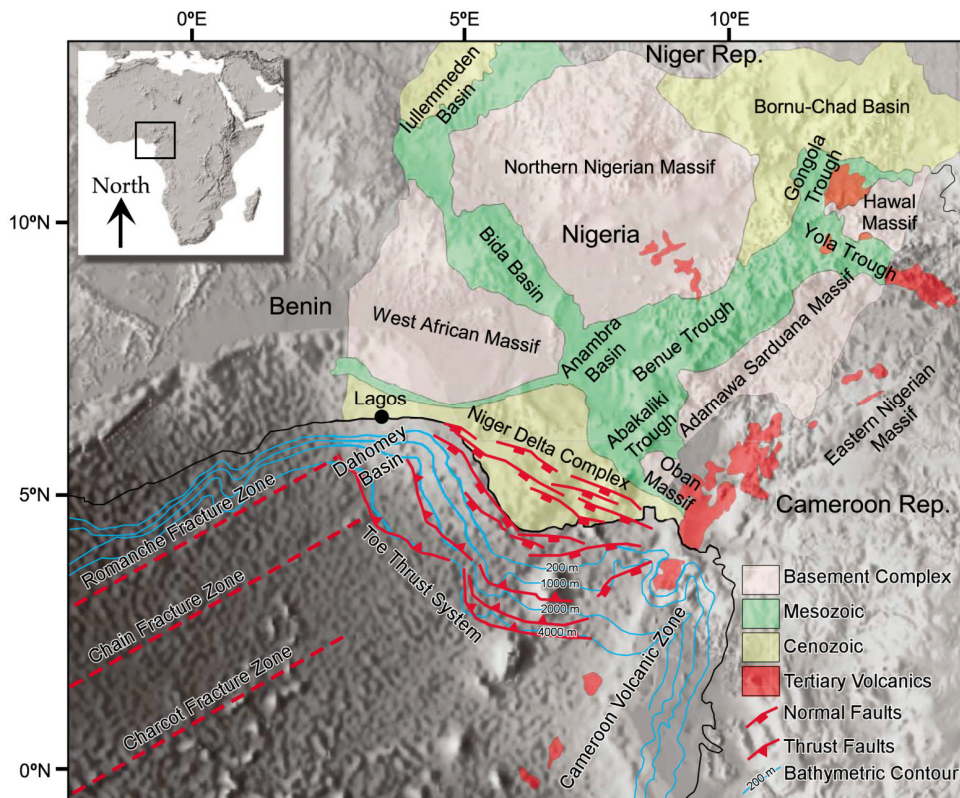 0ºE
5ºE
10ºE
10ºN
5ºN
0ºN
North
Niger Rep.
Iullemmeden
Basin
Bornu-Chad Basin
Northern Nigerian Massif
Gongola
Trough
Hawal
Massif
Nigeria
Yola Trough
Bida Basin
Benin
West African Massif
Anambra
Basin
Benue Trough
Adamawa Sarduana Massif
Eastern Nigerian
Massif
Lagos
Niger Delta Complex
Abakaliki
Trough
Oban
Massif
Dahomey
Basin
Cameroon Rep.
Romanche Fracture Zone
Chain Fracture Zone
Charcot Fracture Zone
Toe Thrust System
200 m
1000 m
2000 m
4000 m
Cameroon Volcanic Zone
Basement Complex
Mesozoic
Cenozoic
Tertiary Volcanics
Normal Faults
Thrust Faults
200 m
Bathymetric Contour